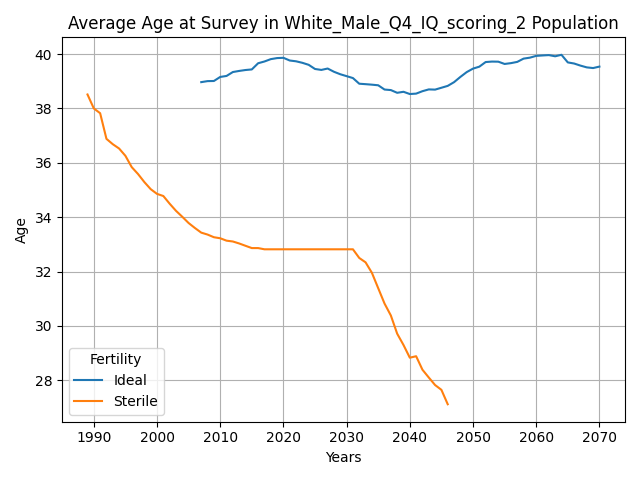 Average Age at Survey in White_Male_Q4_IQ_scoring_2 Population
40
38
36
34
32
30
28
Age
Fertility
Ideal
Sterile
1990 2000 2010 2020 2030 2040 2050 2060 2070
Years